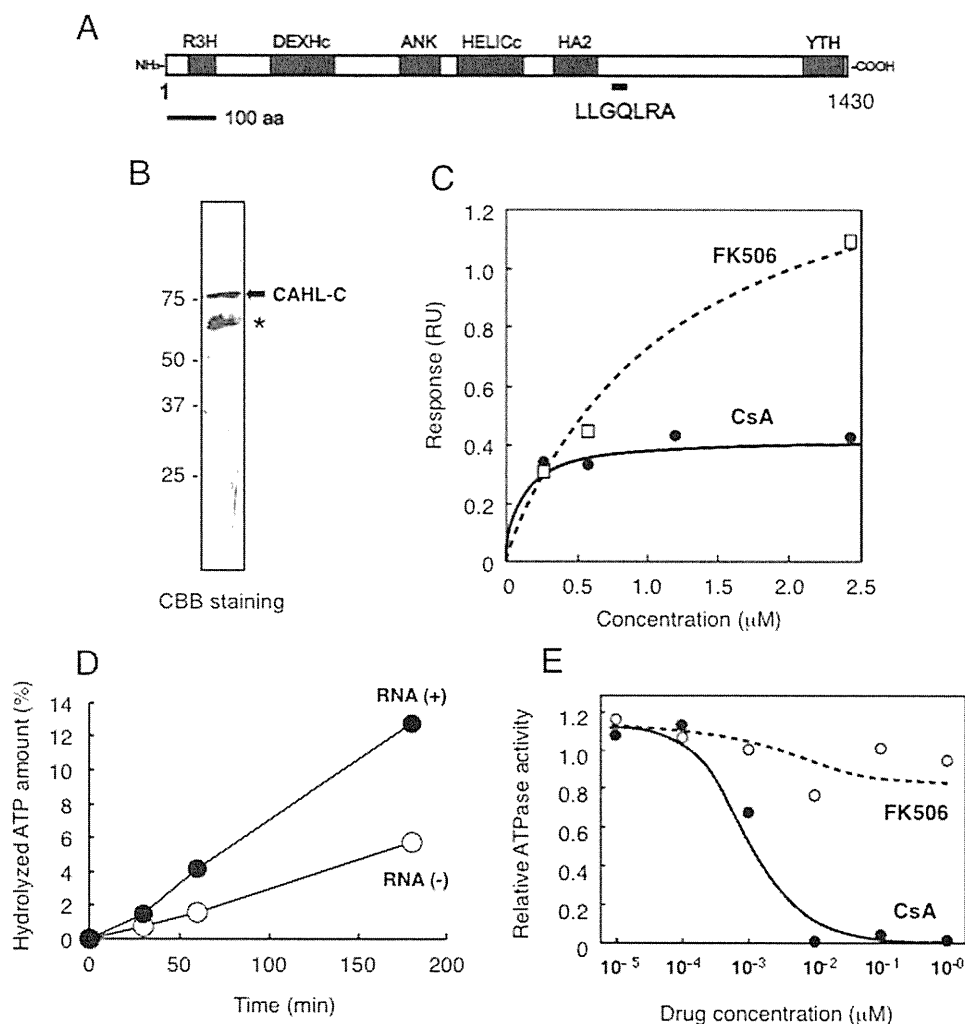 A
R3H DEXHc ANK HELICc HA2 YTH
NH2- -COOH
1 1430
100 aa LLGQLRA
B
75 - CAHL-C
*
50 -
37 -
25 -
CBB staining
C
Response (RU)
1.2
1.0
0.8
0.6
0.4
0.2
0
FK506
CsA
0 0.5 1.0 1.5 2.0 2.5
Concentration (μM)
D
Hydrolyzed ATP amount (%)
14
12
10
8
6
4
2
0
RNA (+)
RNA (-)
0 50 100 150 200
Time (min)
E
Relative ATPase activity
1.2
1.0
0.8
0.6
0.4
0.2
0
FK506
CsA
10-5 10-4 10-3 10-2 10-1 10-0
Drug concentration (μM)